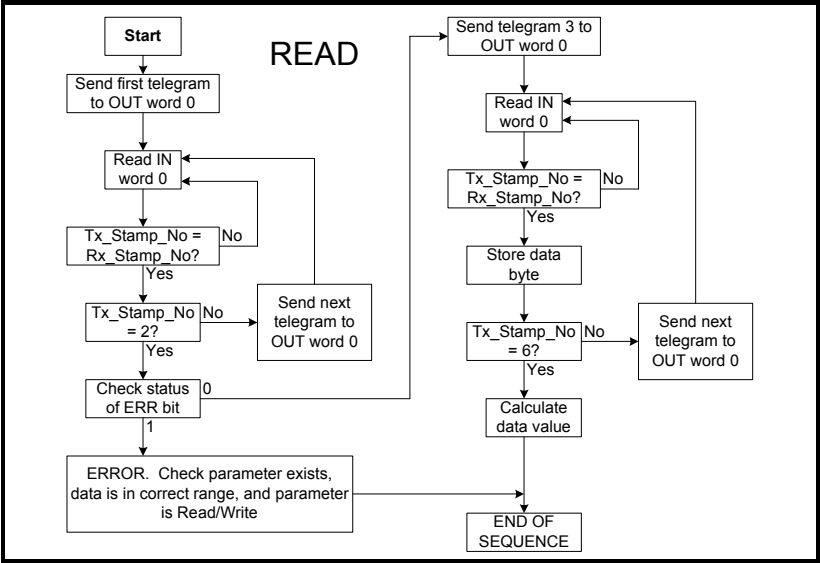 Start
READ
Send first telegram
to OUT word 0
Read IN
word 0
Tx_Stamp_No =
Rx_Stamp_No?
No
Yes
Tx_Stamp_No
= 2?
No
Yes
Send next
telegram to
OUT word 0
Check status
of ERR bit
0
1
ERROR. Check parameter exists,
data is in correct range, and parameter
is Read/Write
Send telegram 3 to
OUT word 0
Read IN
word 0
Tx_Stamp_No =
Rx_Stamp_No?
No
Yes
Store data
byte
Tx_Stamp_No
= 6?
No
Yes
Send next
telegram to
OUT word 0
Calculate
data value
END OF
SEQUENCE